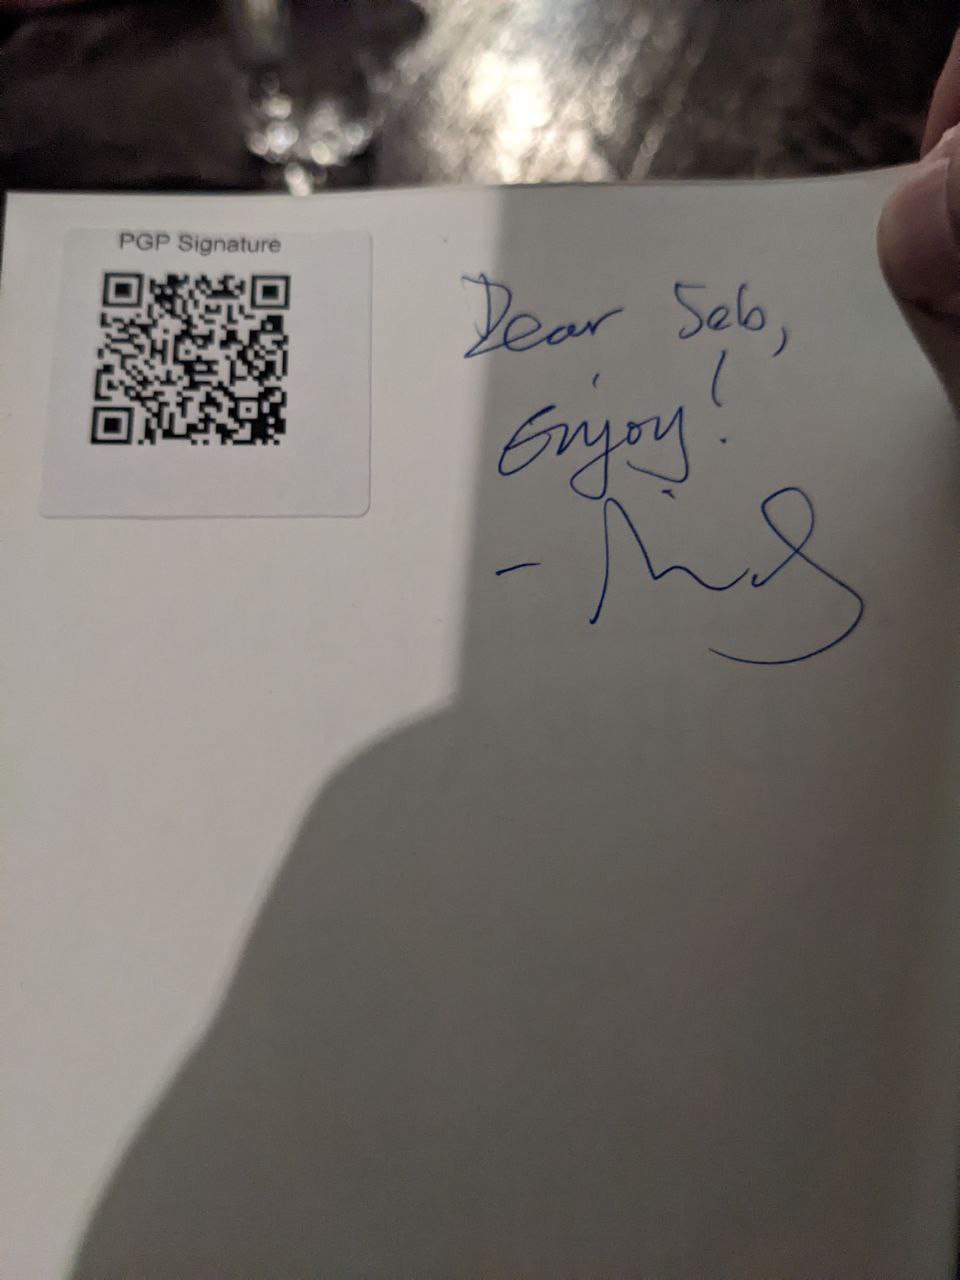 PGP Signature
Dear Seb,
Enjoy!